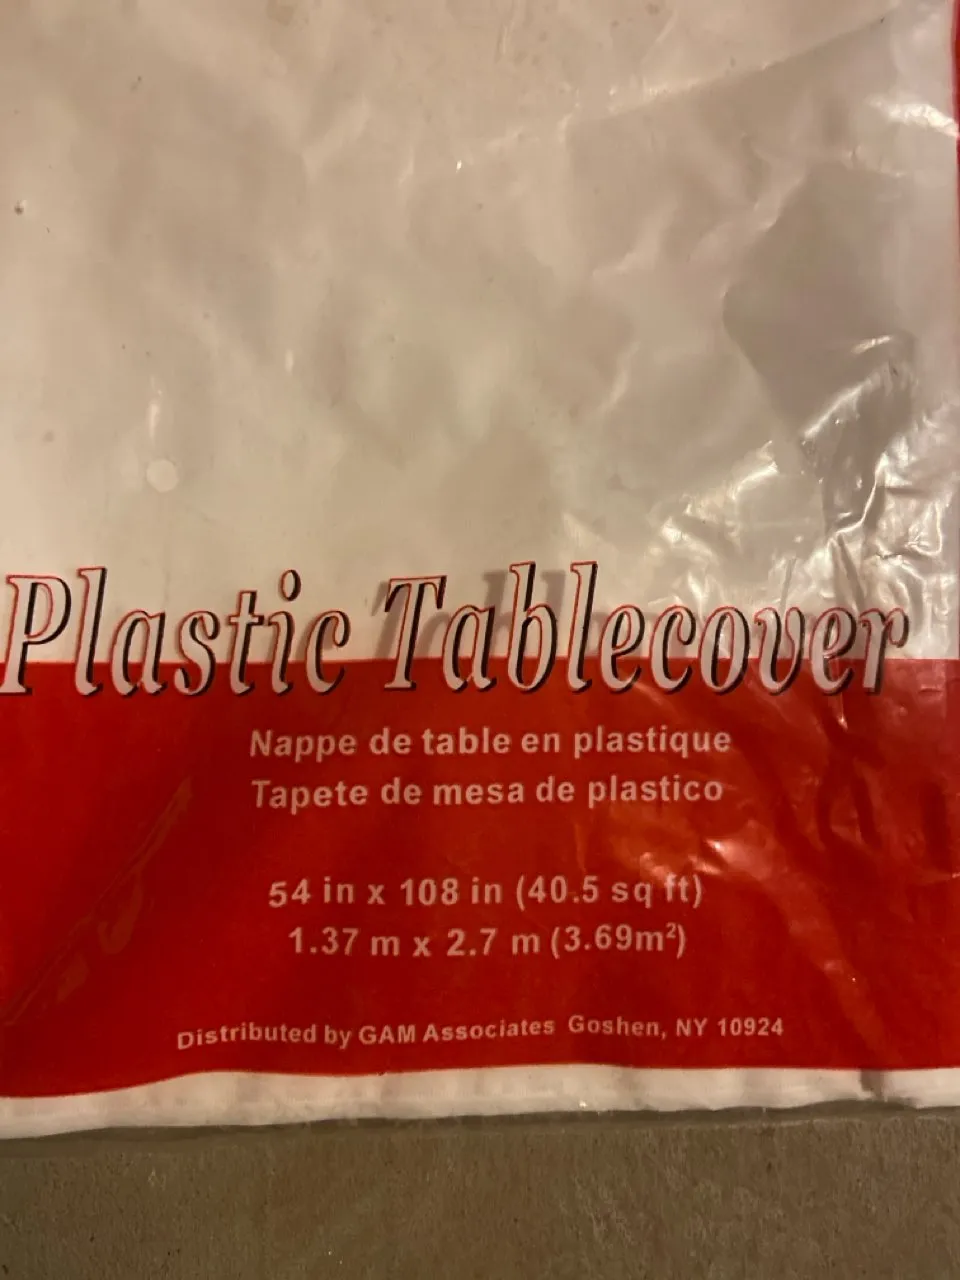 Plastic Tablecover
Nappe de table en plastique
Tapete de mesa de plastico
54 in x 108 in (40.5 sq ft)
1.37 m x 2.7 m (3.69m²)
Distributed by GAM Associates Goshen, NY 10924